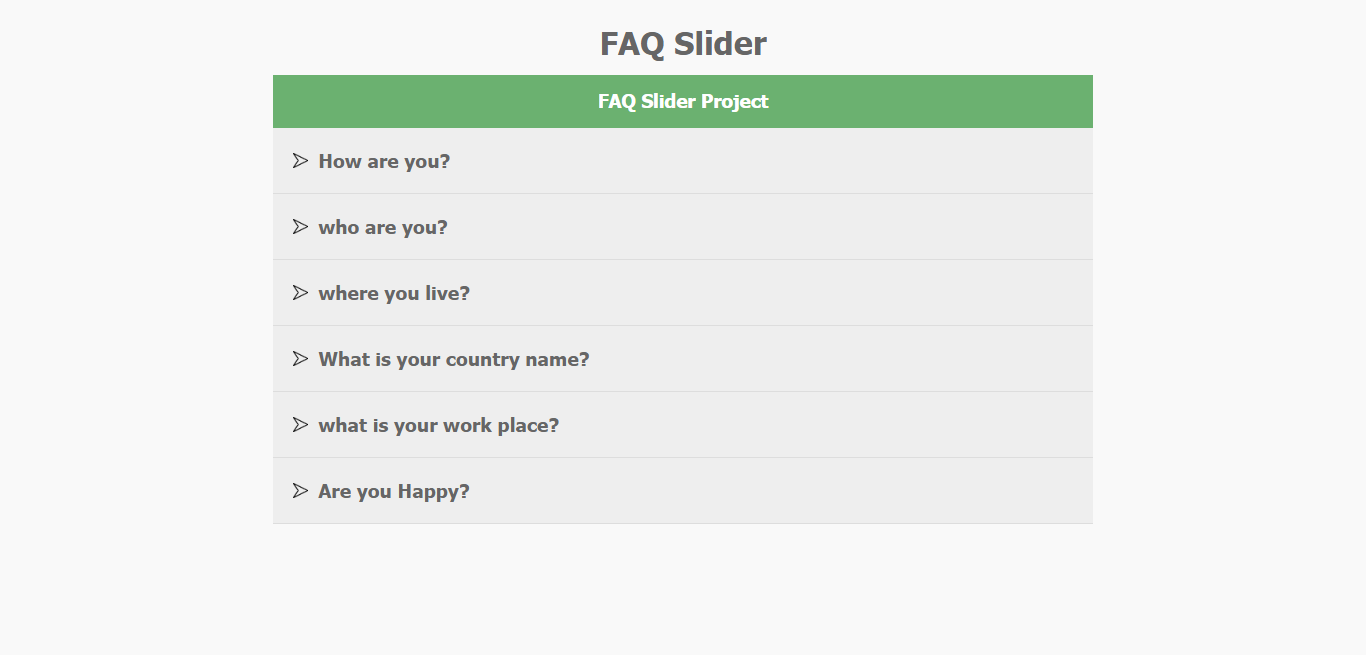 FAQ Slider
FAQ Slider Project
How are you?
who are you?
where you live?
What is your country name?
what is your work place?
Are you Happy?